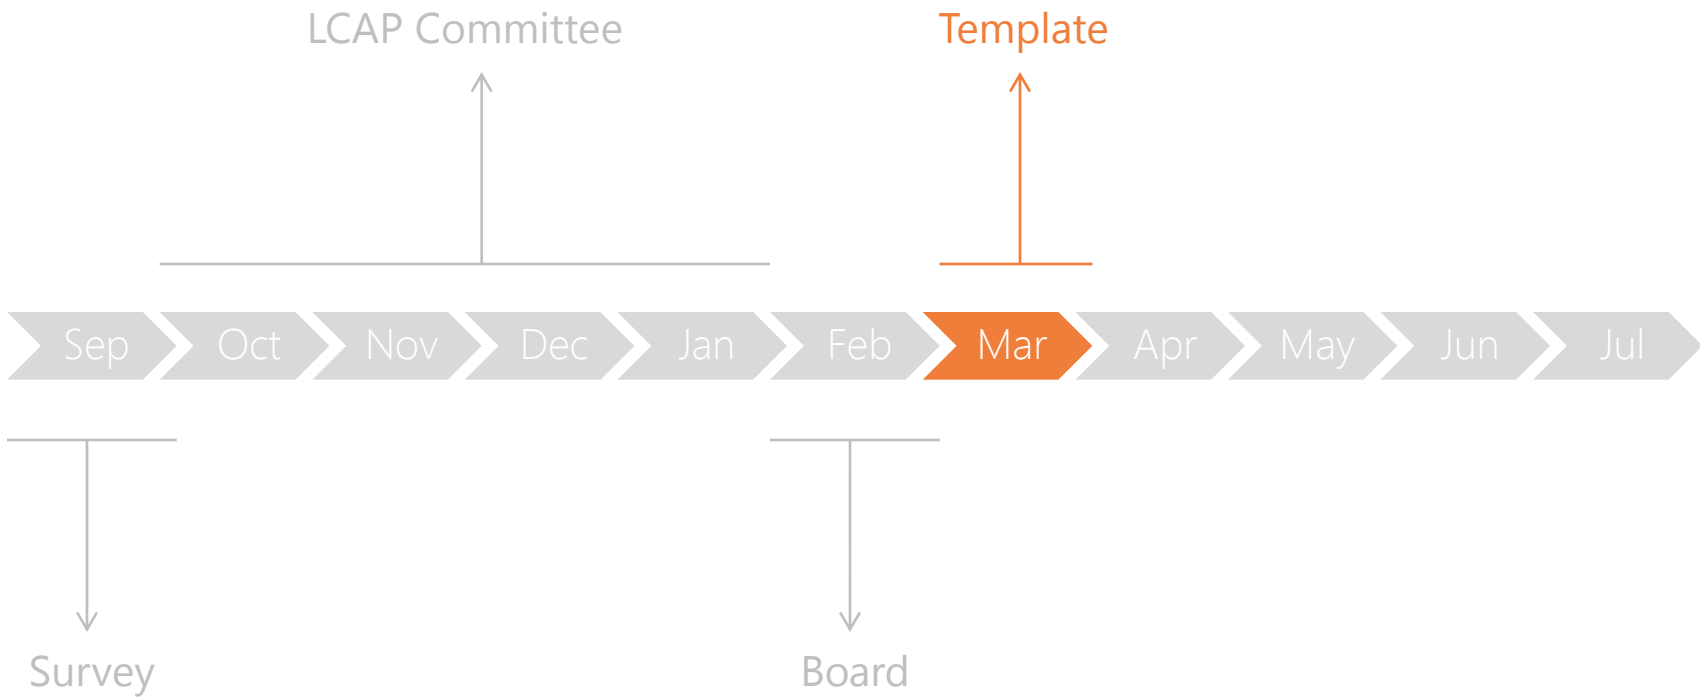 LCAP Committee
Template
Sep Oct Nov Dec Jan Feb Mar Apr May Jun Jul
Survey
Board